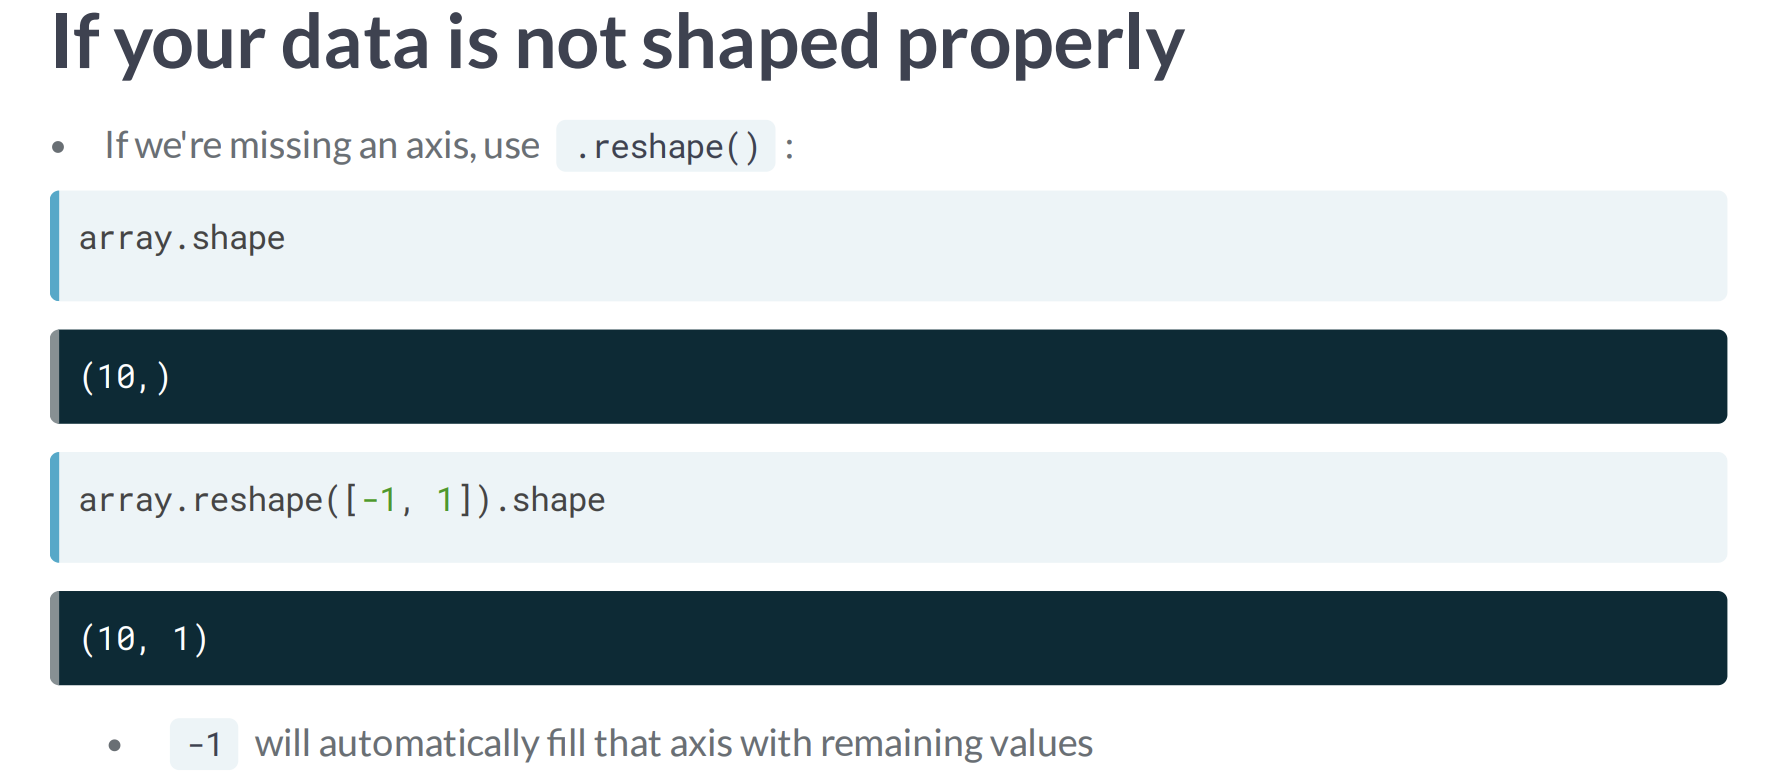 If your data is not shaped properly
• If we're missing an axis, use .reshape() :
array.shape
(10,)
array.reshape([-1, 1]).shape
(10, 1)
• -1 will automatically fill that axis with remaining values